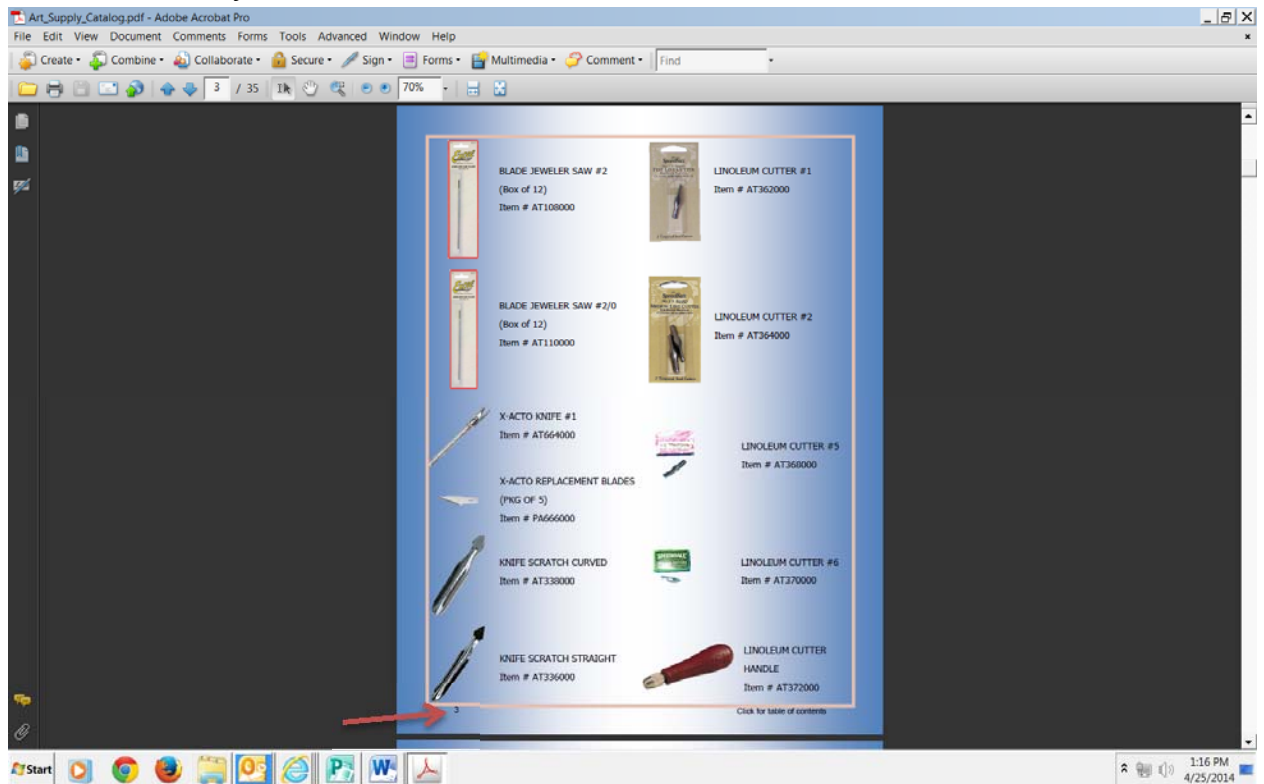 Art_Supply_Catalog.pdf - Adobe Acrobat Pro
File Edit View Document Comments Forms Tools Advanced Window Help
Create Combine Collaborate Secure Sign Forms Multimedia Comment Find
3 / 35 70%
BLADE JEWELER SAW #2
(Box of 12)
Item # AT108000
LINOLEUM CUTTER #1
Item # AT362000
BLADE JEWELER SAW #2/0
(Box of 12)
Item # AT110000
LINOLEUM CUTTER #2
Item # AT364000
X-ACTO KNIFE #1
Item # AT664000
LINOLEUM CUTTER #5
Item # AT368000
X-ACTO REPLACEMENT BLADES
(PKG OF 5)
Item # PA666000
KNIFE SCRATCH CURVED
Item # AT338000
LINOLEUM CUTTER #6
Item # AT370000
KNIFE SCRATCH STRAIGHT
Item # AT336000
LINOLEUM CUTTER
HANDLE
Item # AT372000
3
Click for table of contents
Start
1:16 PM
4/25/2014